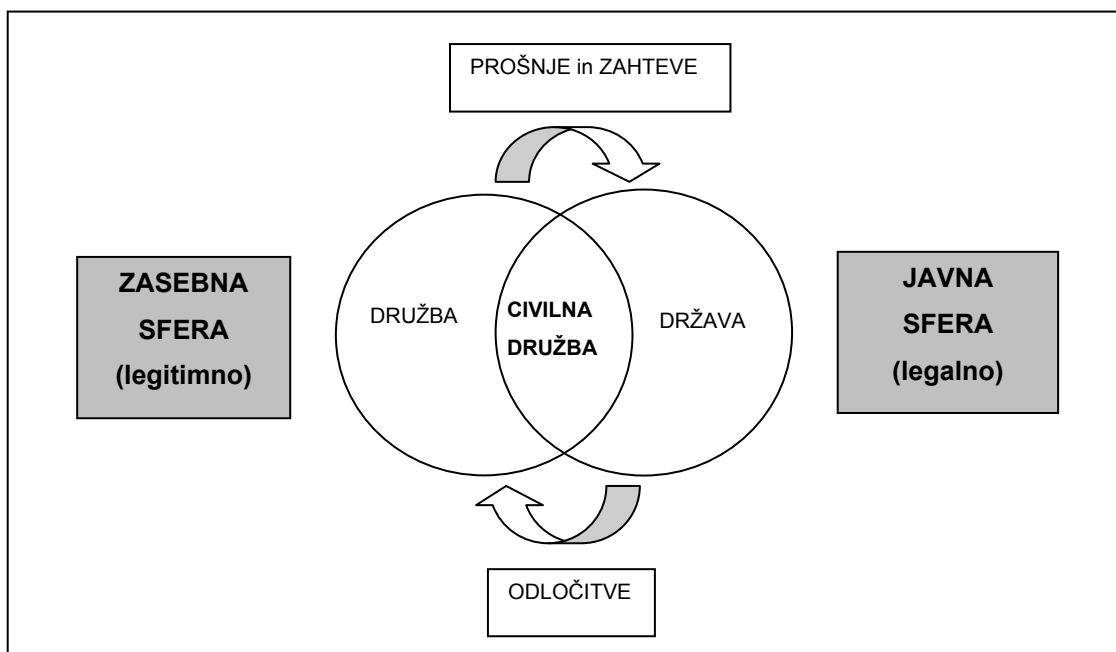 PROŠNJE in ZAHTEVE
ZASEBNA
SFERA
(legitimno)
DRUŽBA
CIVILNA
DRUŽBA
DRŽAVA
JAVNA
SFERA
(legalno)
ODLOČITVE